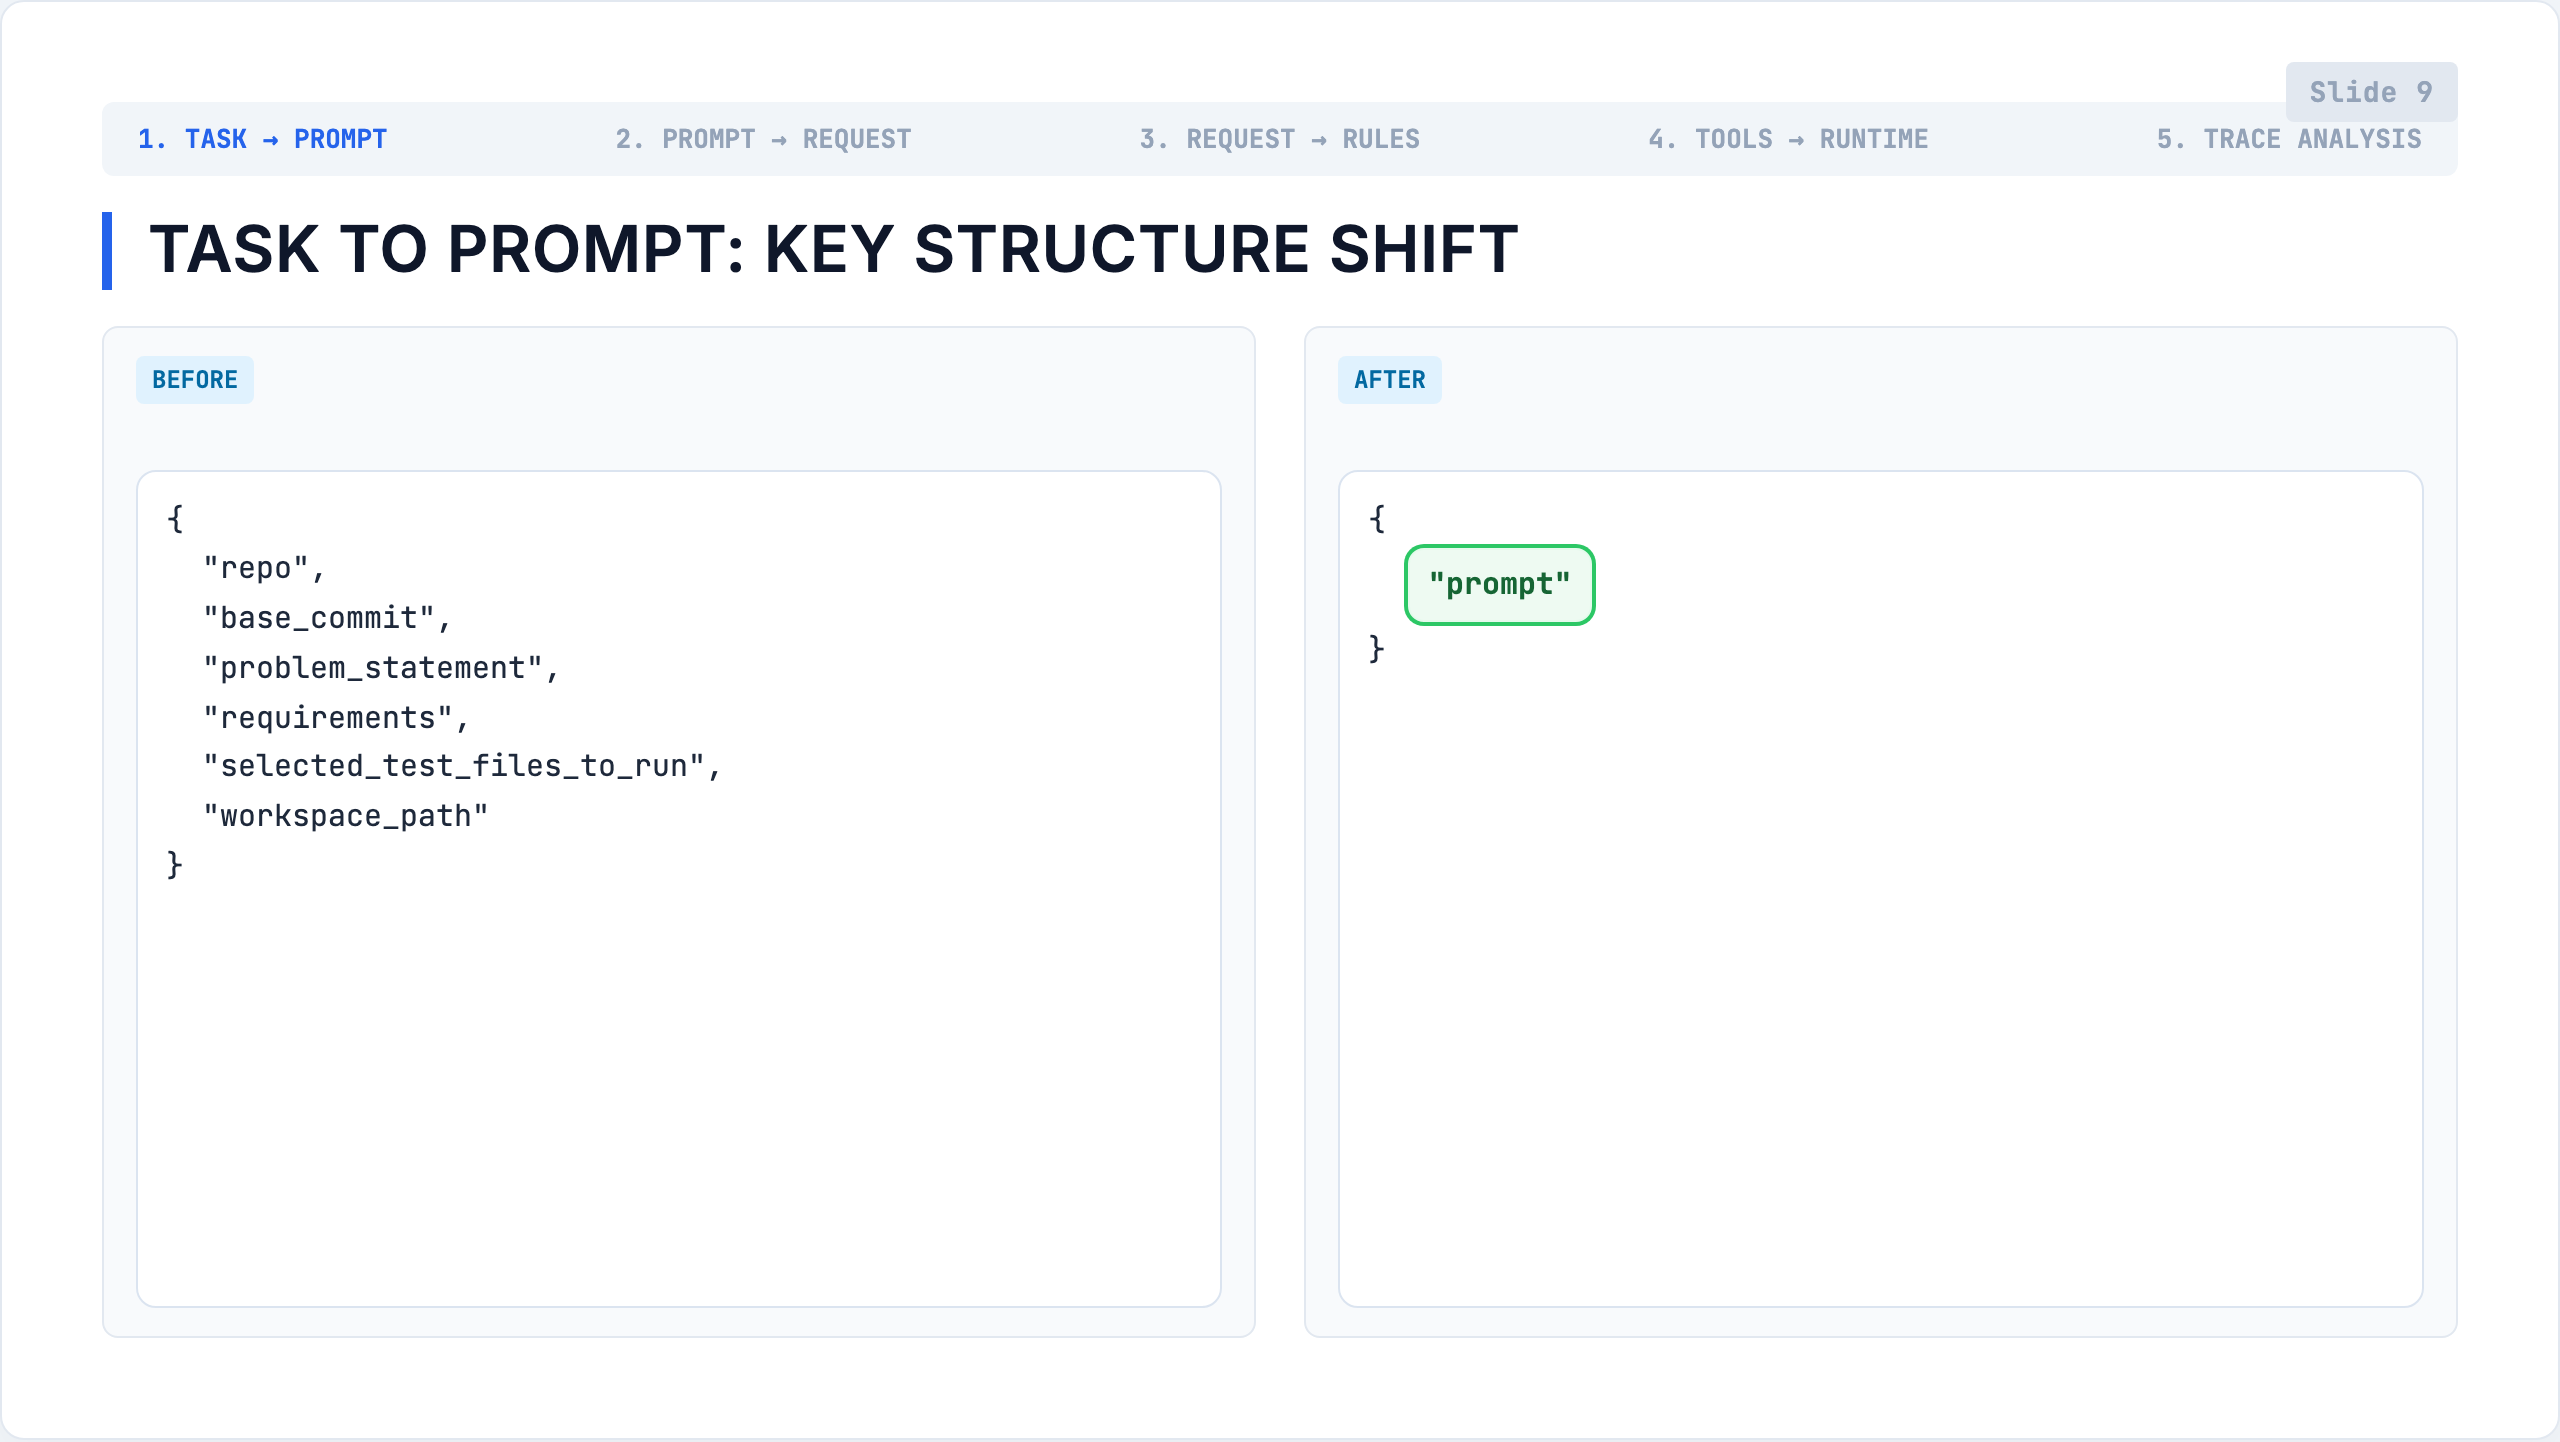 Slide 9
1. TASK → PROMPT
2. PROMPT → REQUEST
3. REQUEST → RULES
4. TOOLS → RUNTIME
5. TRACE ANALYSIS
TASK TO PROMPT: KEY STRUCTURE SHIFT
BEFORE
{
"repo",
"base_commit",
"problem_statement",
"requirements",
"selected_test_files_to_run",
"workspace_path"
}
AFTER
{
"prompt"
}